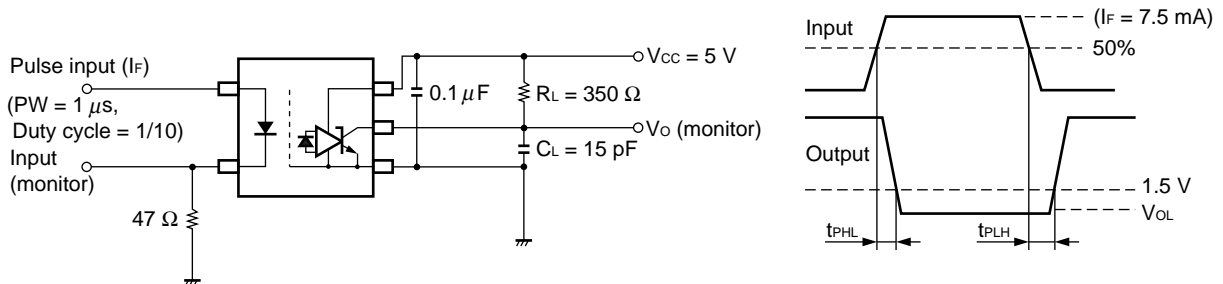 Pulse input (IF)
(PW = 1 μs,
Duty cycle = 1/10)
Input
(monitor)
47 Ω
VCC = 5 V
0.1 μF
RL = 350 Ω
VO (monitor)
CL = 15 pF
Input
(IF = 7.5 mA)
50%
Output
1.5 V
VOL
tPHL
tPLH